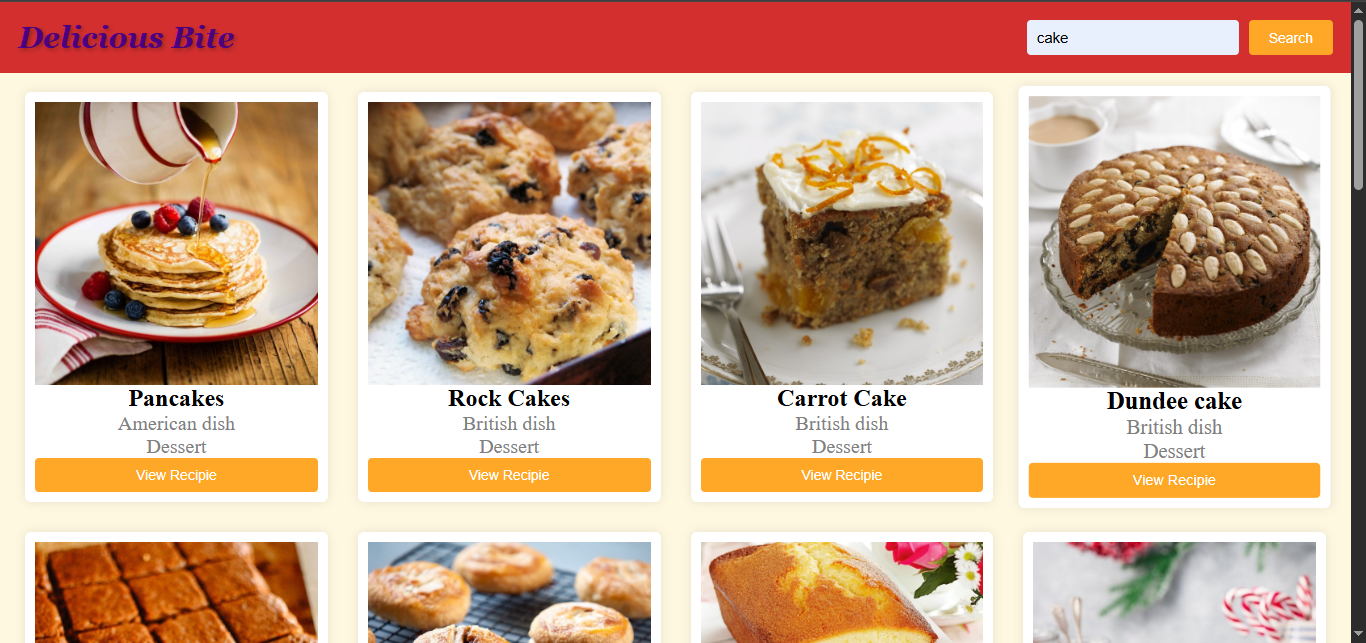 Delicious Bite
cake
Search
Pancakes
American dish
Dessert
View Recipie
Rock Cakes
British dish
Dessert
View Recipie
Carrot Cake
British dish
Dessert
View Recipie
Dundee cake
British dish
Dessert
View Recipie